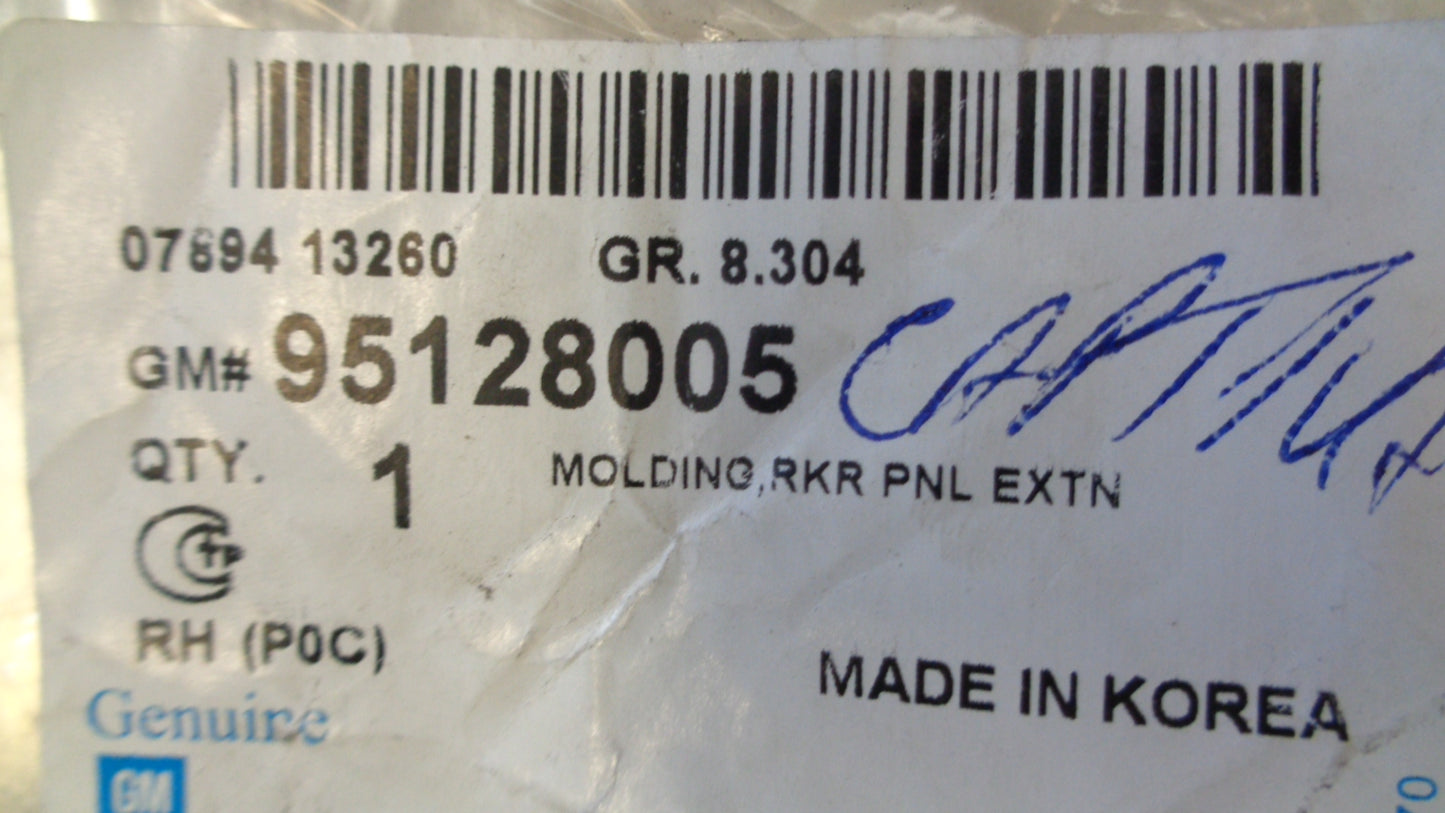 07894 13260 GR. 8.304
GM# 95128005
QTY. 1 MOLDING,RKR PNL EXTN
RH (P0C)
MADE IN KOREA
Genuine
GM
70